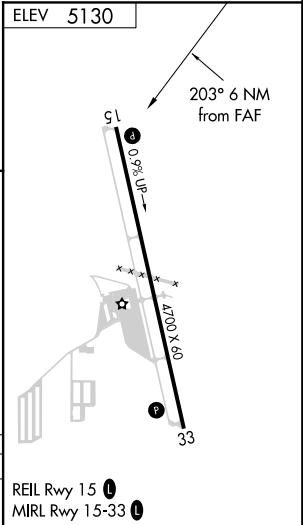 ELEV 5130
203° 6 NM
from FAF
15
P
0.9% UP
x x x x x
4700 X 60
P
33
REIL Rwy 15 L
MIRL Rwy 15-33 L